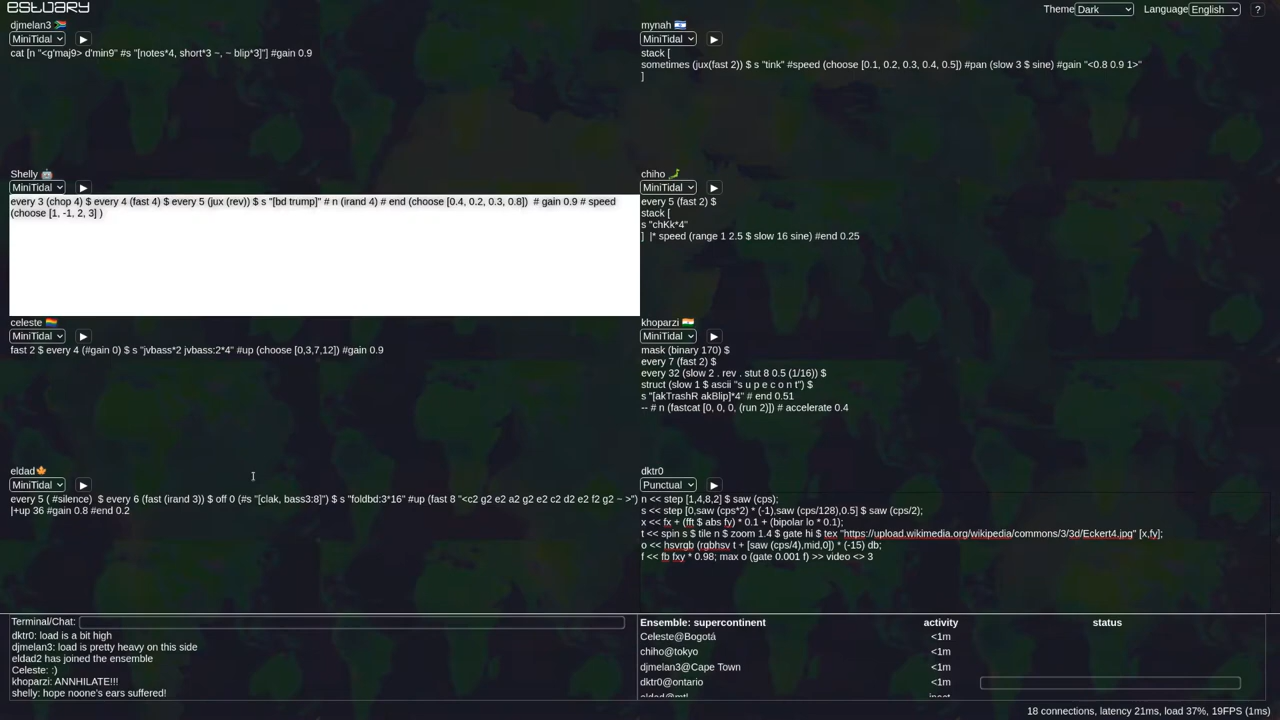 estuary
Theme Dark Language English ?
djmelan3
MiniTidal
cat [n "<g'maj9> d'min9" #s "[notes*4, short*3 ~, ~ blip*3]"] #gain 0.9
mynah
MiniTidal
stack [
sometimes (jux(fast 2)) $ s "tink" #speed (choose [0.1, 0.2, 0.3, 0.4, 0.5]) #pan (slow 3 $ sine) #gain "<0.8 0.9 1>"
]
Shelly
MiniTidal
every 3 (chop 4) $ every 4 (fast 4) $ every 5 (jux (rev)) $ s "[bd trump]" # n (irand 4) # end (choose [0.4, 0.2, 0.3, 0.8]) # gain 0.9 # speed
(choose [1, -1, 2, 3] )
chiho
MiniTidal
every 5 (fast 2) $
stack [
s "chKk*4"
] |* speed (range 1 2.5 $ slow 16 sine) #end 0.25
celeste
MiniTidal
fast 2 $ every 4 (#gain 0) $ s "jvbass*2 jvbass:2*4" #up (choose [0,3,7,12]) #gain 0.9
khoparzi
MiniTidal
mask (binary 170) $
every 7 (fast 2) $
every 32 (slow 2 . rev . stut 8 0.5 (1/16)) $
struct (slow 1 $ ascii "s u p e c o n t") $
s "[akTrashR akBlip]*4" # end 0.51
-- # n (fastcat [0, 0, 0, (run 2)]) # accelerate 0.4
eldad
MiniTidal
every 5 ( #silence) $ every 6 (fast (irand 3)) $ off 0 (#s "[clak, bass3:8]") $ s "foldbd:3*16" #up (fast 8 "<c2 g2 e2 a2 g2 e2 c2 d2 e2 f2 g2 ~ >")
|+up 36 #gain 0.8 #end 0.2
dktr0
Punctual
n << step [1,4,8,2] $ saw (cps);
s << step [0,saw (cps*2) * (-1),saw (cps/128),0.5] $ saw (cps/2);
x << fx + (fft $ abs fy) * 0.1 + (bipolar lo * 0.1);
t << spin s $ tile n $ zoom 1.4 $ gate hi $ tex "https://upload.wikimedia.org/wikipedia/commons/3/3d/Eckert4.jpg" [x,fy];
o << hsvrgb (rgbhsv t + [saw (cps/4),mid,0]) * (-15) db;
f << fb fxy * 0.98; max o (gate 0.001 f) >> video <> 3
Terminal/Chat:
dktr0: load is a bit high
djmelan3: load is pretty heavy on this side
eldad2 has joined the ensemble
Celeste: :)
khoparzi: ANNHILATE!!!
shelly: hope noone's ears suffered!
Ensemble: supercontinent activity status
Celeste@Bogotá <1m
chiho@tokyo <1m
djmelan3@Cape Town <1m
dktr0@ontario <1m
eldad@mtl inact
18 connections, latency 21ms, load 37%, 19FPS (1ms)